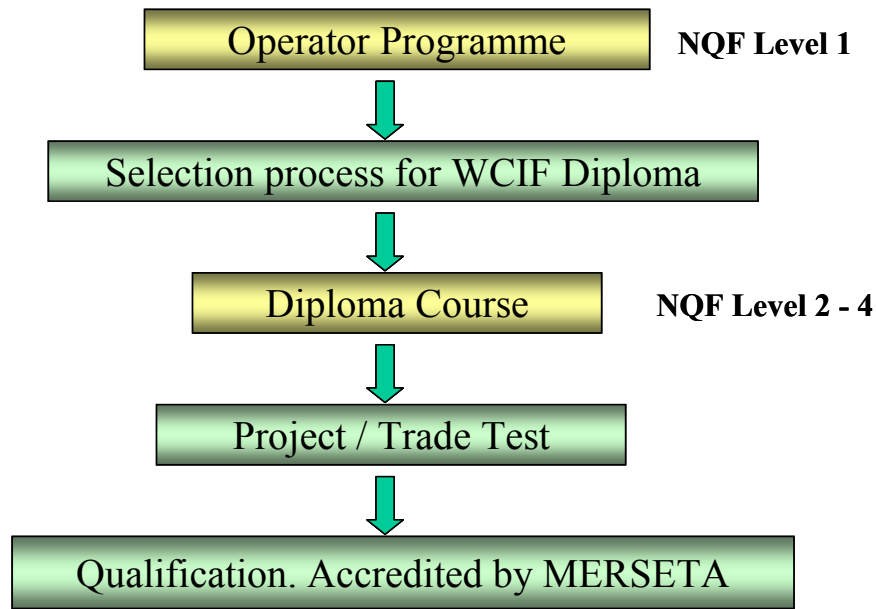 Operator Programme NQF Level 1
Selection process for WCIF Diploma
Diploma Course NQF Level 2 - 4
Project / Trade Test
Qualification. Accredited by MERSETA